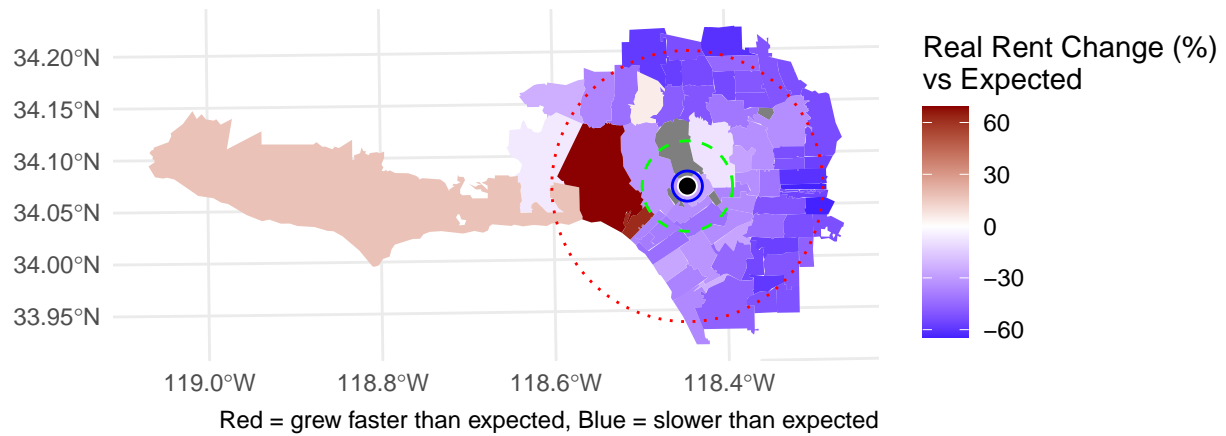 Real Rent Change (%)
vs Expected
60
30
0
−30
−60
34.20°N
34.15°N
34.10°N
34.05°N
34.00°N
33.95°N
119.0°W
118.8°W
118.6°W
118.4°W
Red = grew faster than expected, Blue = slower than expected